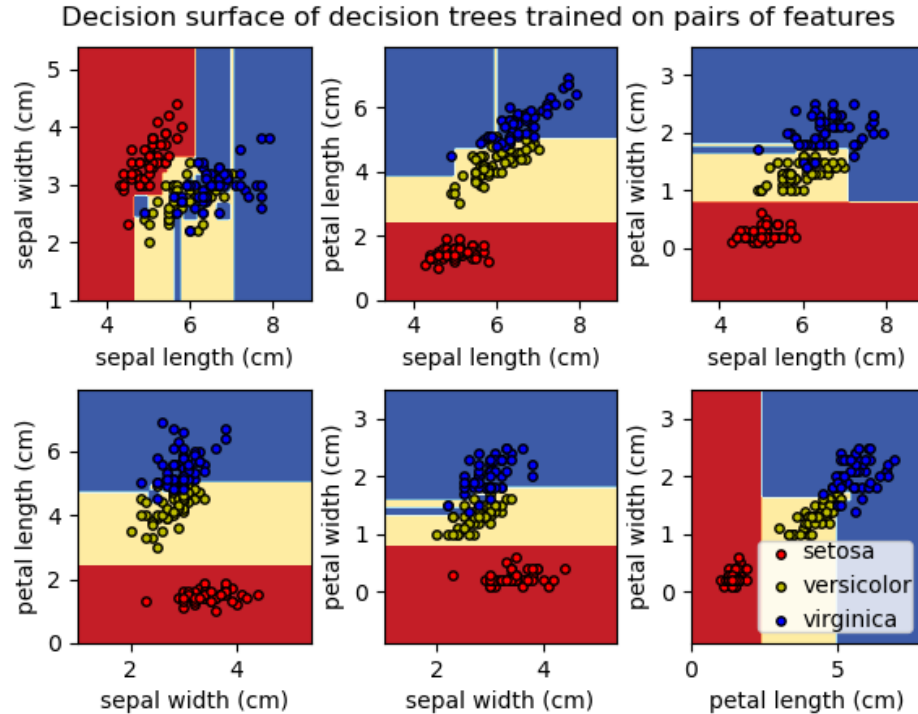 Decision surface of decision trees trained on pairs of features
5
4
3
2
1
sepal width (cm)
4 6 8
sepal length (cm)
6
4
2
0
petal length (cm)
4 6 8
sepal length (cm)
3
2
1
0
petal width (cm)
4 6 8
sepal length (cm)
6
4
2
0
petal length (cm)
2 4
sepal width (cm)
3
2
1
0
petal width (cm)
2 4
sepal width (cm)
3
2
1
0
petal width (cm)
setosa
versicolor
virginica
0 5
petal length (cm)